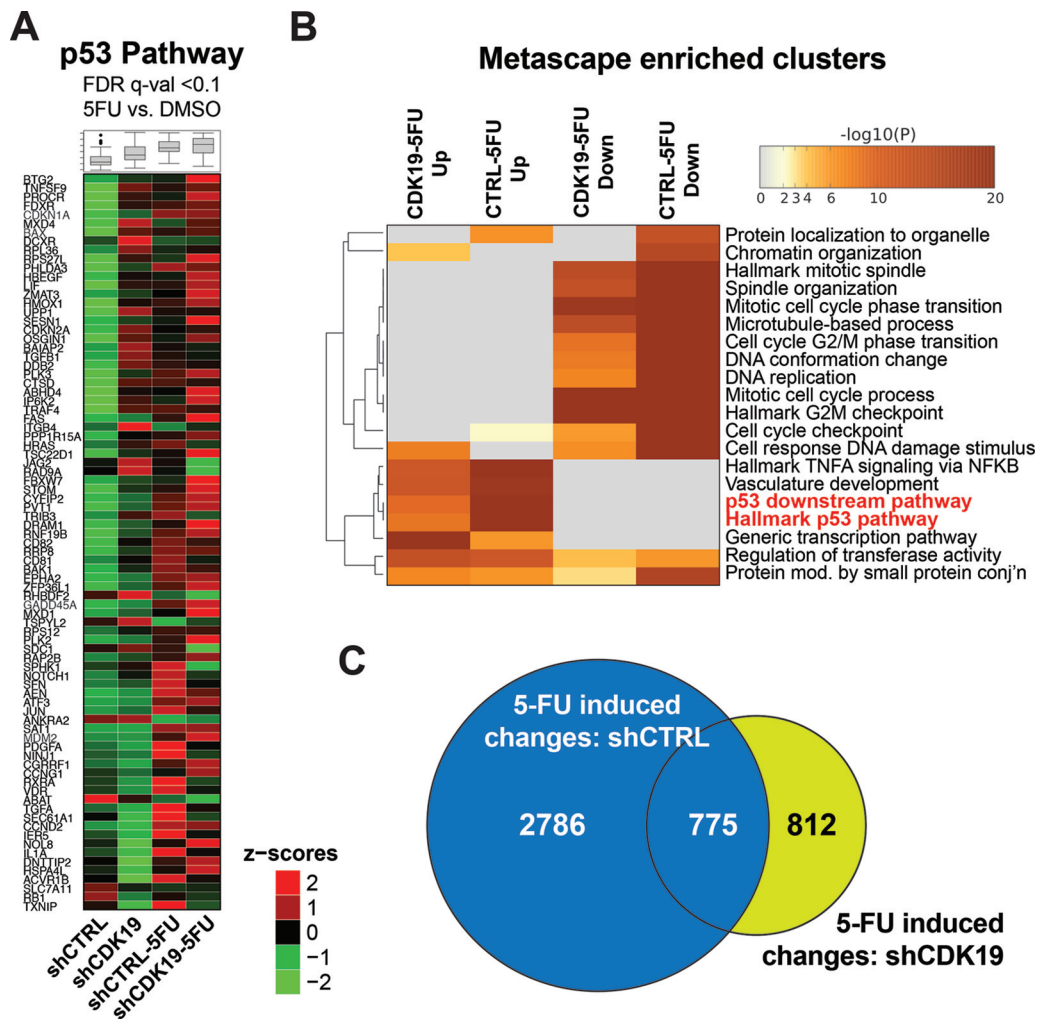 A
p53 Pathway
FDR q-val <0.1
5FU vs. DMSO
BTG2
TNFSF9
PROCR
FDXR
CDKN1A
MXD4
BAX
DCXR
RPL36
RPS27L
PHLDA3
HBEGF
LIF
ZMAT3
HMOX1
UPP1
SESN1
CDKN2A
OSGIN1
BAIAP2
TGFB1
DDB2
PLK3
CTSD
ABHD4
IP6K2
TRAF4
FAS
ITGB4
PPP1R15A
HRAS
TSC22D1
JAG2
RAD9A
FBXW7
STOM
CYFIP2
PVT1
TRIB3
DRAM1
RNF19B
CD82
RRP8
CD81
BAK1
EPHA2
ZFP36L1
RHBDF2
GADD45A
MXD1
TSPYL2
RPS12
PLK2
SDC1
RAP2B
SPHK1
NOTCH1
SFN
AEN
ATF3
JUN
ANKRA2
SAT1
MDM2
PDGFA
NINJ1
CGRRF1
CCNG1
RXRA
VDR
ABAT
TGFA
SEC61A1
CCND2
IER5
NOL8
IL1A
DNTTIP2
HSPA4L
ACVR1B
SLC7A11
RB1
TXNIP
shCTRL
shCDK19
shCTRL-5FU
shCDK19-5FU
z-scores
2
1
0
−1
−2
B
Metascape enriched clusters
CDK19-5FU
Up
CTRL-5FU
Up
CDK19-5FU
Down
CTRL-5FU
Down
-log10(P)
0 2 3 4 6 10 20
Protein localization to organelle
Chromatin organization
Hallmark mitotic spindle
Spindle organization
Mitotic cell cycle phase transition
Microtubule-based process
Cell cycle G2/M phase transition
DNA conformation change
DNA replication
Mitotic cell cycle process
Hallmark G2M checkpoint
Cell cycle checkpoint
Cell response DNA damage stimulus
Hallmark TNFA signaling via NFKB
Vasculature development
p53 downstream pathway
Hallmark p53 pathway
Generic transcription pathway
Regulation of transferase activity
Protein mod. by small protein conj'n
C
5-FU induced
changes: shCTRL
2786
775
812
5-FU induced
changes: shCDK19